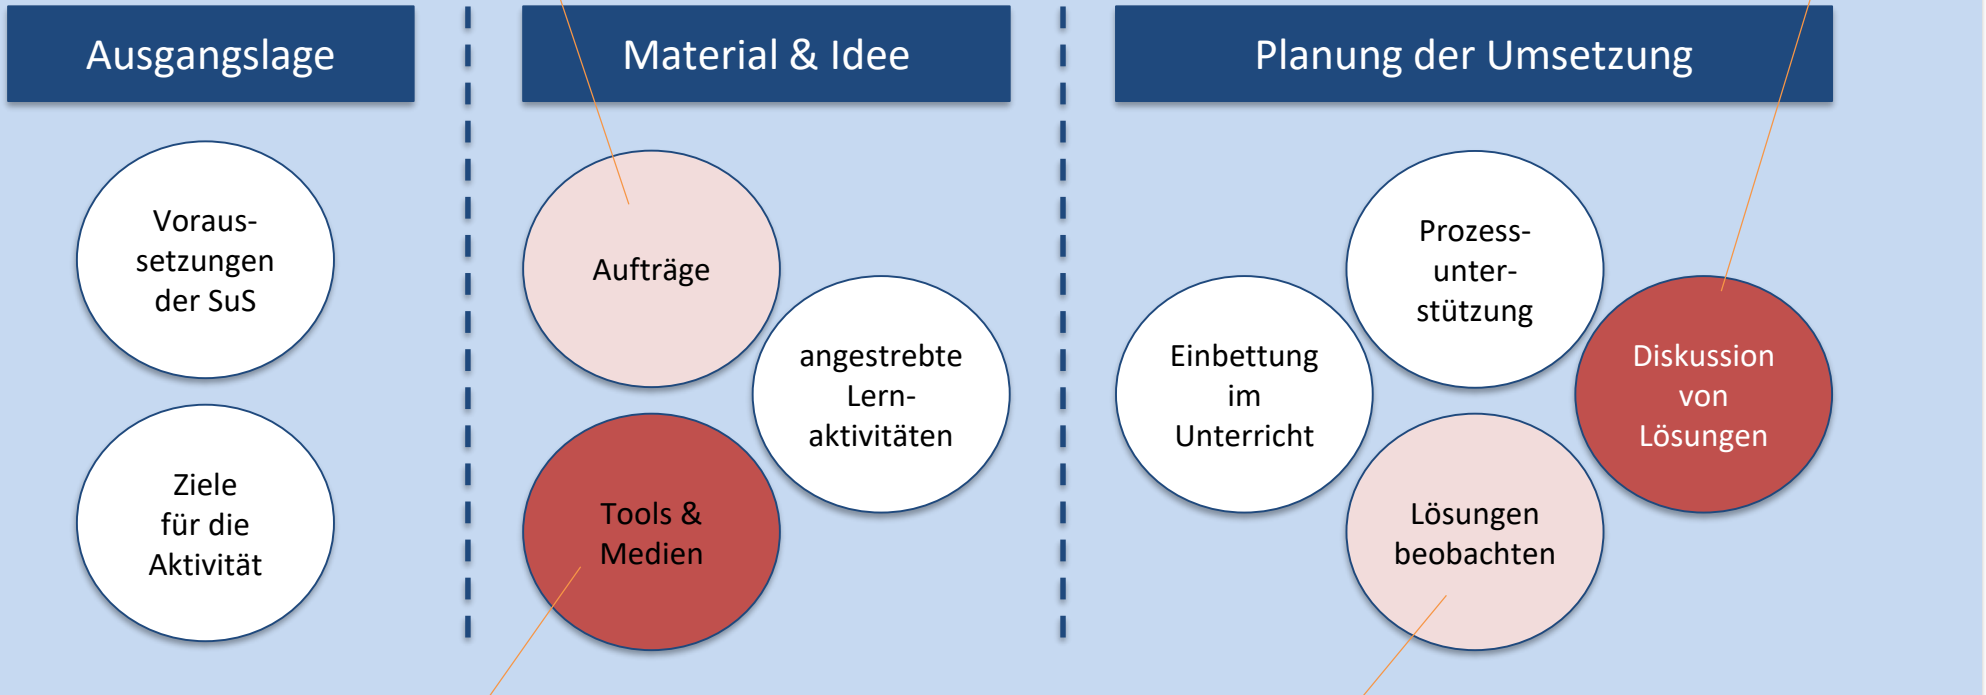 Ausgangslage
Voraus-
setzungen
der SuS
Ziele
für die
Aktivität
Material & Idee
Aufträge
angestrebte
Lern-
aktivitäten
Tools &
Medien
Planung der Umsetzung
Prozess-
unter-
stützung
Einbettung
im
Unterricht
Diskussion
von
Lösungen
Lösungen
beobachten